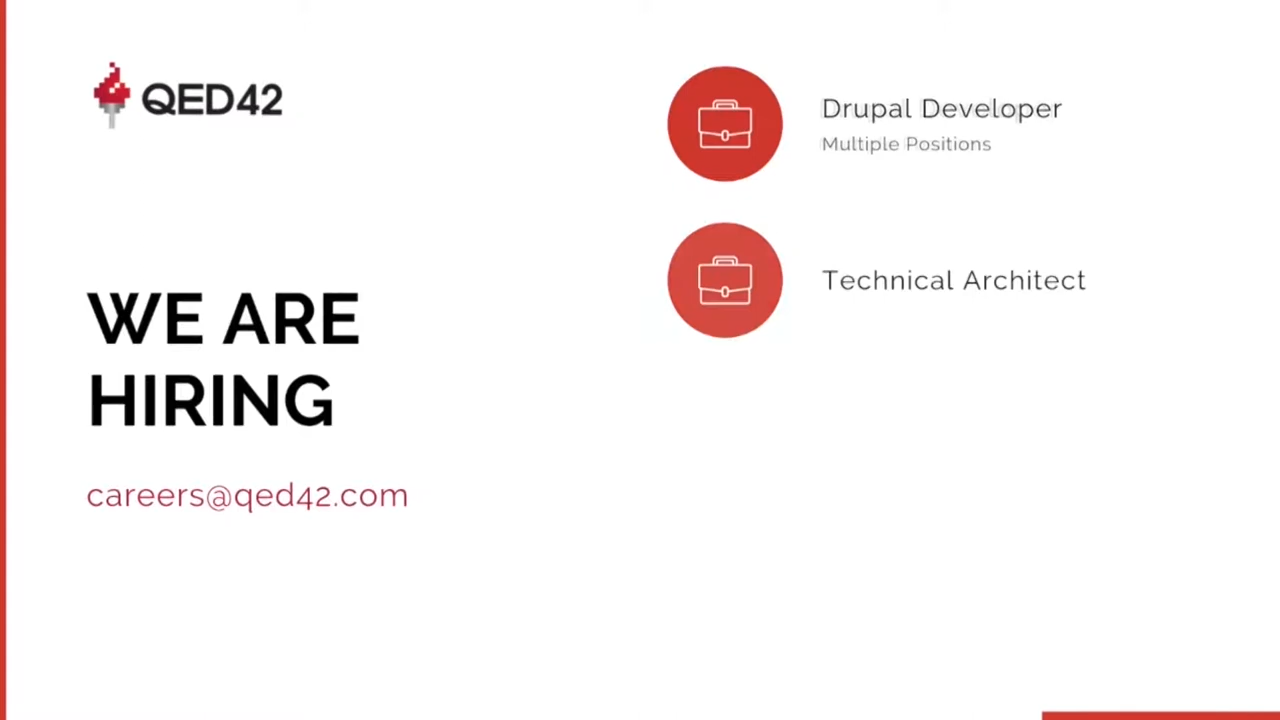 QED42
WE ARE
HIRING
careers@qed42.com
Drupal Developer
Multiple Positions
Technical Architect